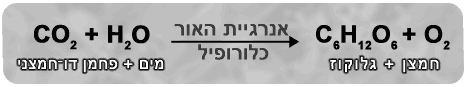 CO₂ + H₂O
אנרגיית האור
C₆H₁₂O₆ + O₂
מים + פחמן דו-חמצני
כלורופיל
חמצן + גלוקוז